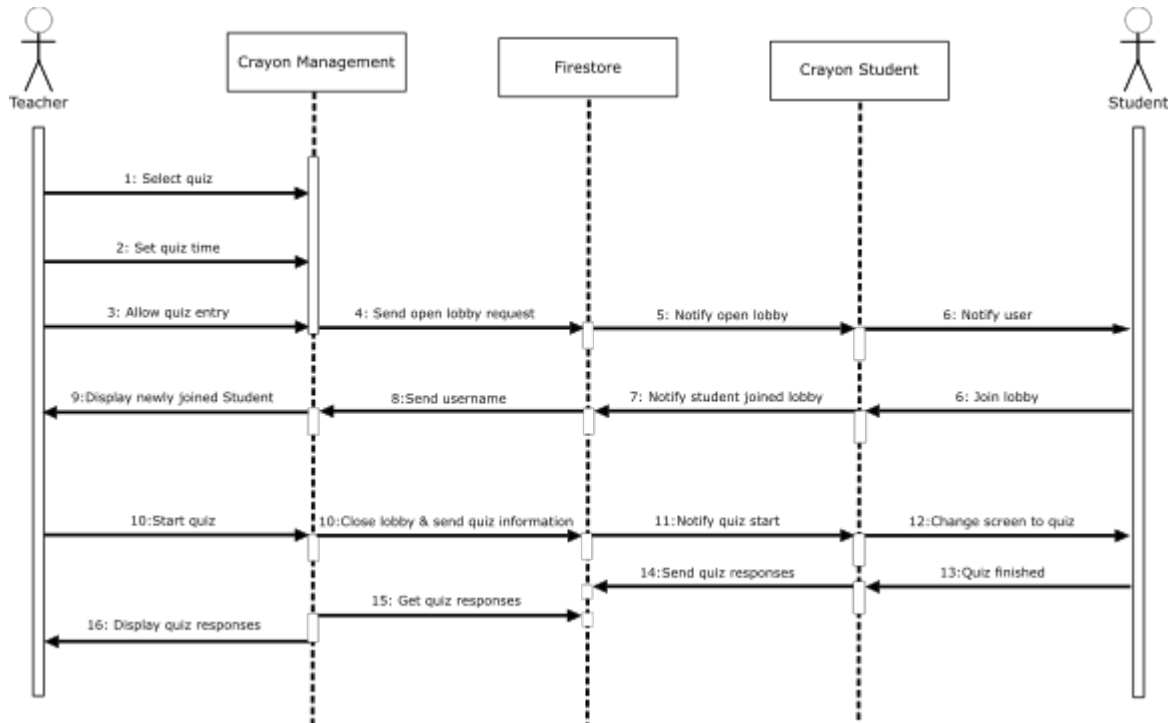 Crayon Management
Firestore
Crayon Student
Teacher
Student
1: Select quiz
2: Set quiz time
3: Allow quiz entry
4: Send open lobby request
5: Notify open lobby
6: Notify user
9:Display newly joined Student
8:Send username
7: Notify student joined lobby
6: Join lobby
10:Start quiz
10:Close lobby & send quiz information
11:Notify quiz start
12:Change screen to quiz
14:Send quiz responses
13:Quiz finished
15: Get quiz responses
16: Display quiz responses